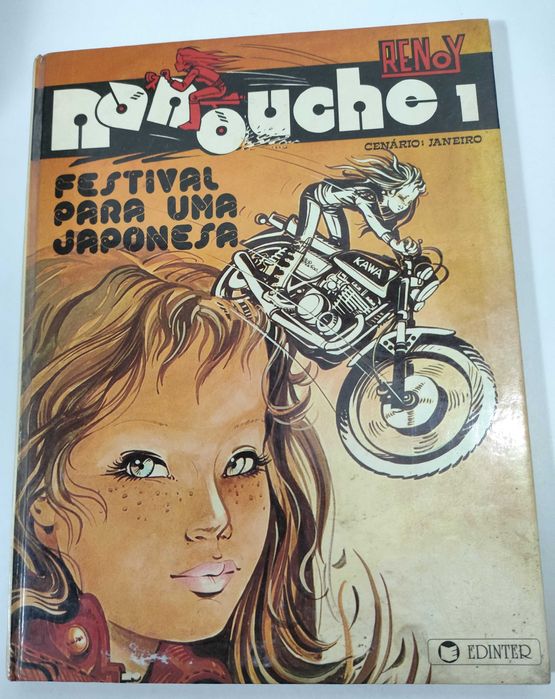 RENOY
nanouche 1
CENÁRIO: JANEIRO
FESTIVAL
PARA UMA
JAPONESA
KAWA
EDINTER